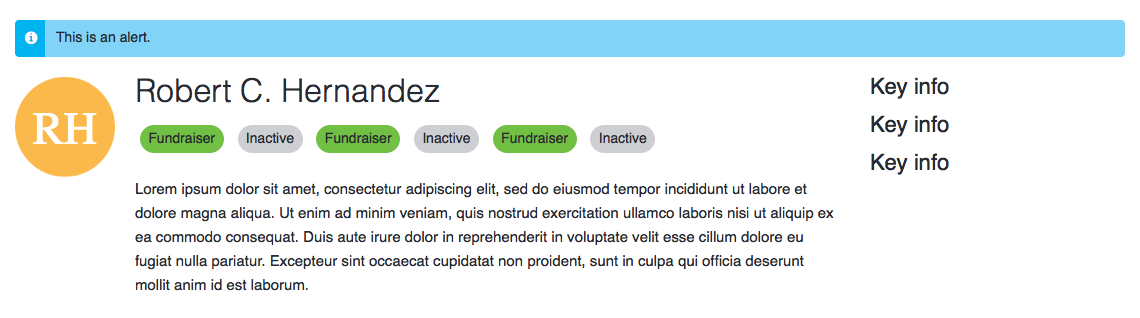 This is an alert.
RH
Robert C. Hernandez
Fundraiser Inactive Fundraiser Inactive Fundraiser Inactive
Lorem ipsum dolor sit amet, consectetur adipiscing elit, sed do eiusmod tempor incididunt ut labore et
dolore magna aliqua. Ut enim ad minim veniam, quis nostrud exercitation ullamco laboris nisi ut aliquip ex
ea commodo consequat. Duis aute irure dolor in reprehenderit in voluptate velit esse cillum dolore eu
fugiat nulla pariatur. Excepteur sint occaecat cupidatat non proident, sunt in culpa qui officia deserunt
mollit anim id est laborum.
Key info
Key info
Key info